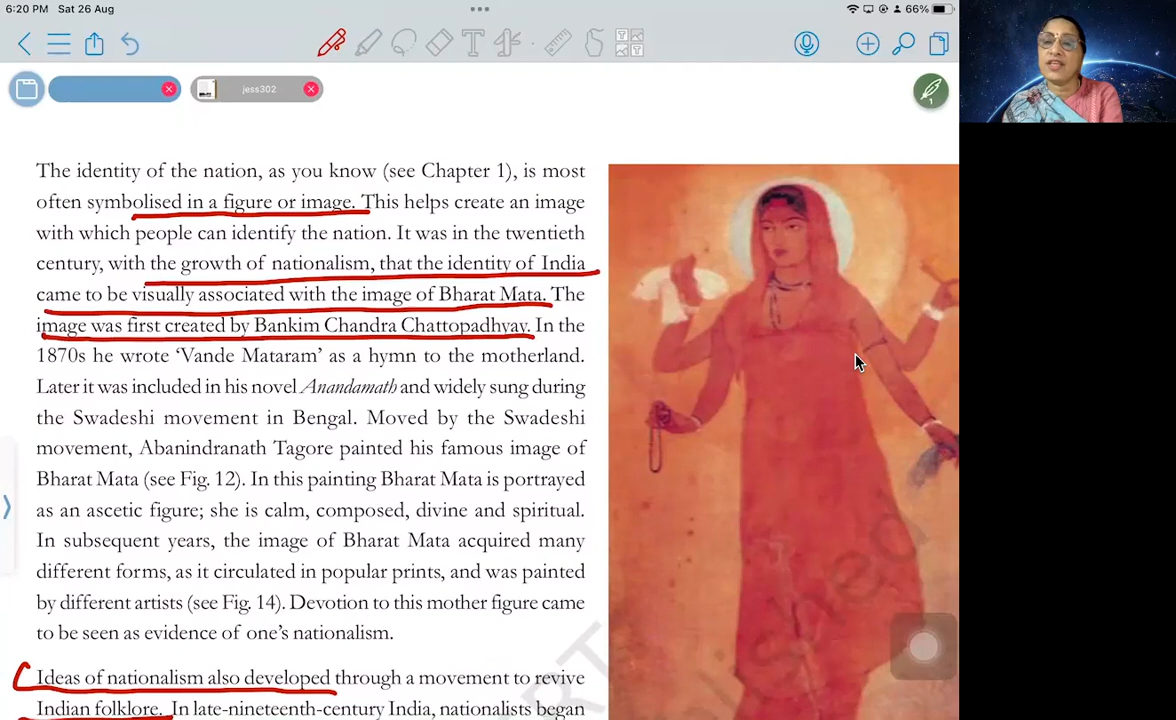 6:20 PM Sat 26 Aug
66%
jess302
1
The identity of the nation, as you know (see Chapter 1), is most
often symbolised in a figure or image. This helps create an image
with which people can identify the nation. It was in the twentieth
century, with the growth of nationalism, that the identity of India
came to be visually associated with the image of Bharat Mata. The
image was first created by Bankim Chandra Chattopadhyay. In the
1870s he wrote ‘Vande Mataram’ as a hymn to the motherland.
Later it was included in his novel Anandamath and widely sung during
the Swadeshi movement in Bengal. Moved by the Swadeshi
movement, Abanindranath Tagore painted his famous image of
Bharat Mata (see Fig. 12). In this painting Bharat Mata is portrayed
as an ascetic figure; she is calm, composed, divine and spiritual.
In subsequent years, the image of Bharat Mata acquired many
different forms, as it circulated in popular prints, and was painted
by different artists (see Fig. 14). Devotion to this mother figure came
to be seen as evidence of one’s nationalism.
Ideas of nationalism also developed through a movement to revive
Indian folklore. In late-nineteenth-century India, nationalists began